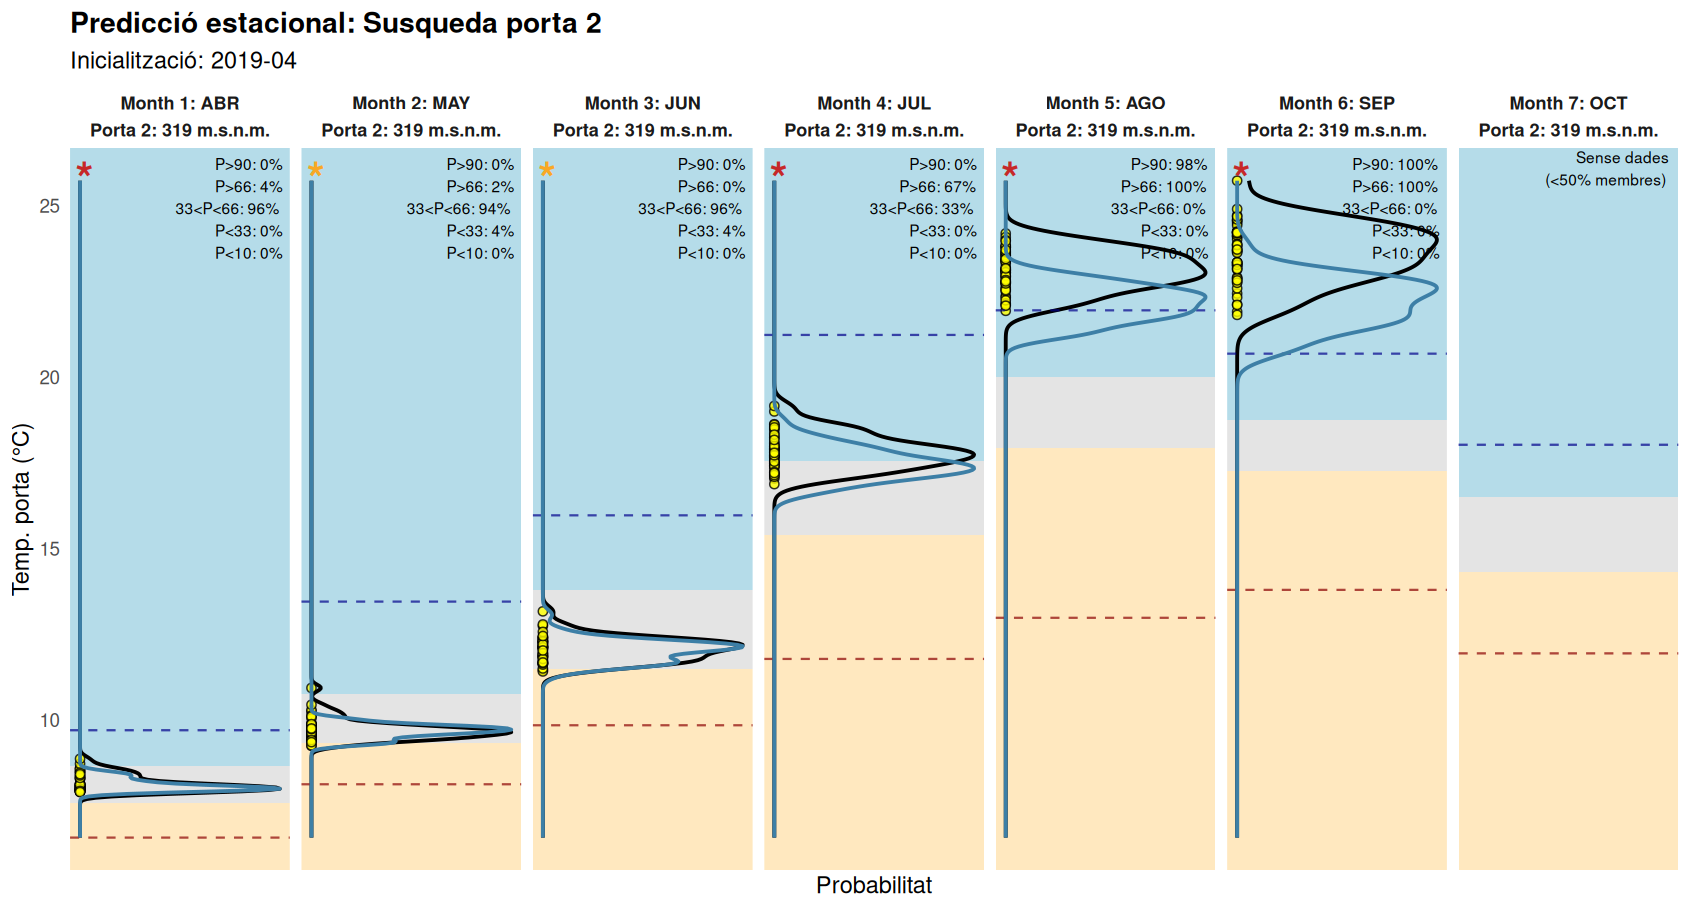 Predicció estacional: Susqueda porta 2
Inicialització: 2019-04
Month 1: ABR
Porta 2: 319 m.s.n.m.
Month 2: MAY
Porta 2: 319 m.s.n.m.
Month 3: JUN
Porta 2: 319 m.s.n.m.
Month 4: JUL
Porta 2: 319 m.s.n.m.
Month 5: AGO
Porta 2: 319 m.s.n.m.
Month 6: SEP
Porta 2: 319 m.s.n.m.
Month 7: OCT
Porta 2: 319 m.s.n.m.
*
P>90: 0%
P>66: 4%
33<P<66: 96%
P<33: 0%
P<10: 0%
*
P>90: 0%
P>66: 2%
33<P<66: 94%
P<33: 4%
P<10: 0%
*
P>90: 0%
P>66: 0%
33<P<66: 96%
P<33: 4%
P<10: 0%
*
P>90: 0%
P>66: 67%
33<P<66: 33%
P<33: 0%
P<10: 0%
*
P>90: 98%
P>66: 100%
33<P<66: 0%
P<33: 0%
P<10: 0%
*
P>90: 100%
P>66: 100%
33<P<66: 0%
P<33: 0%
P<10: 0%
Sense dades
(<50% membres)
25
20
15
10
Temp. porta (°C)
Probabilitat